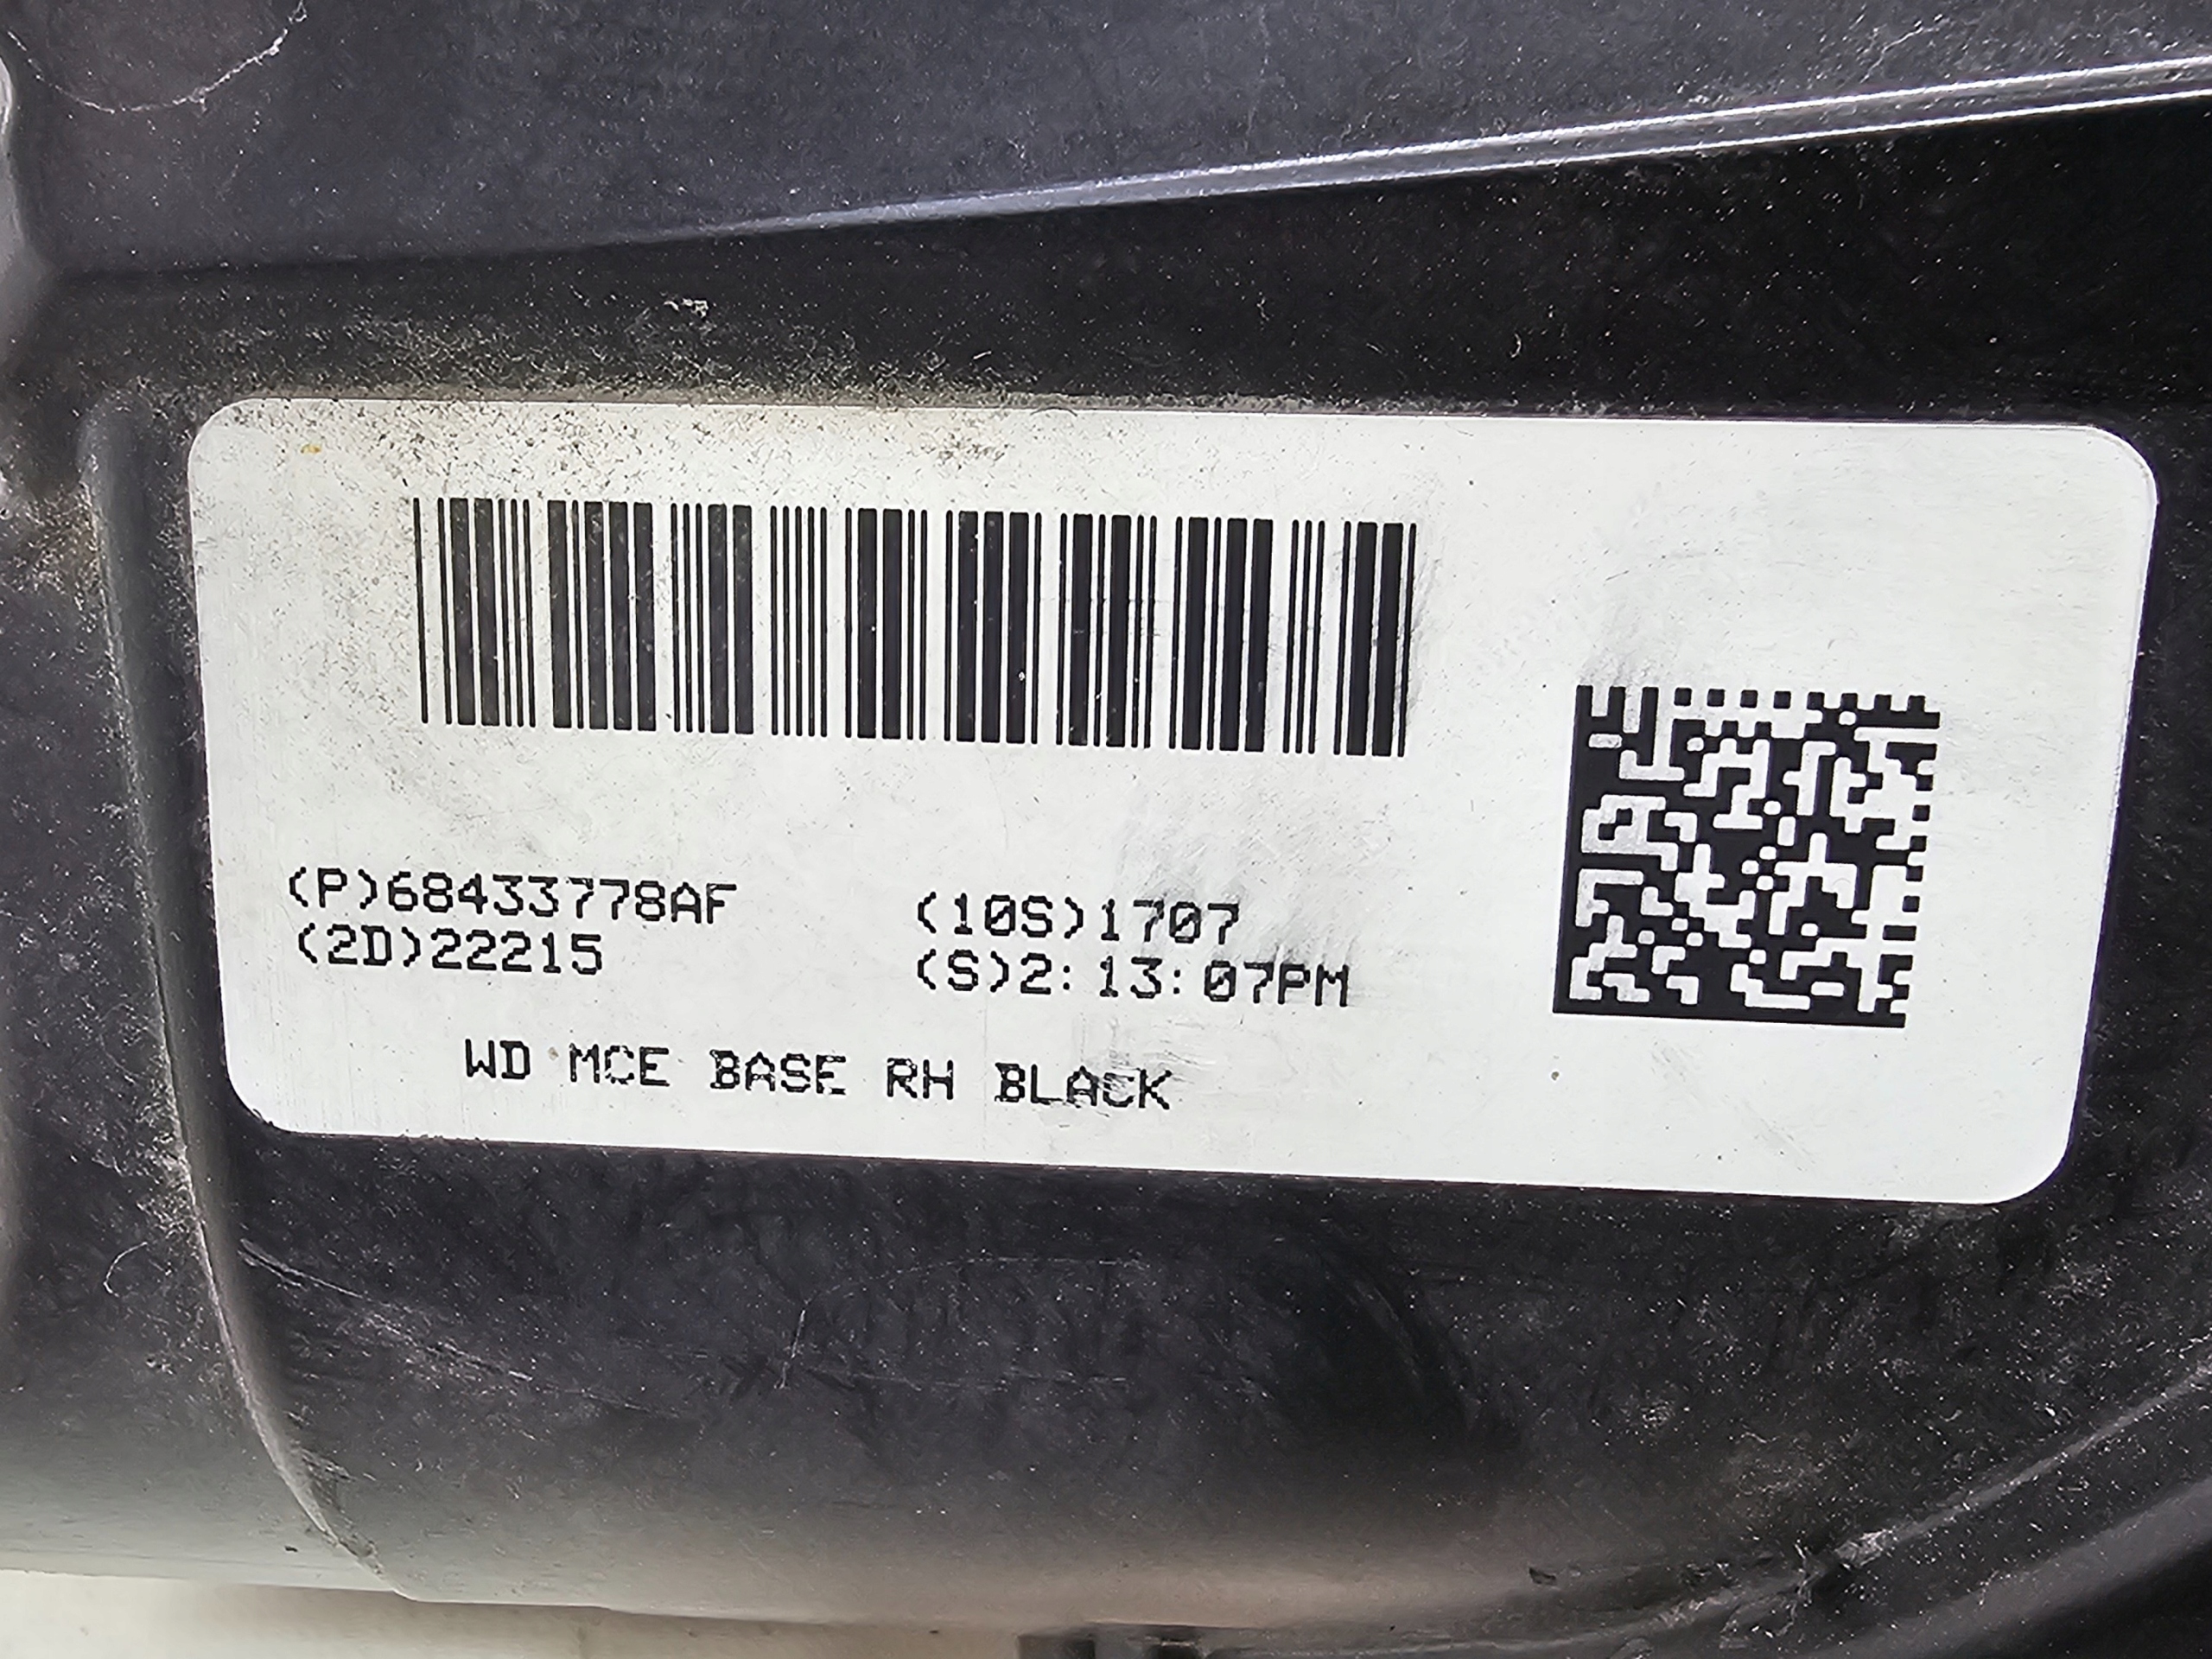 (P)68433778AF
(2D)22215
(10S)1707
(S)2:13:07PM
WD MCE BASE RH BLACK